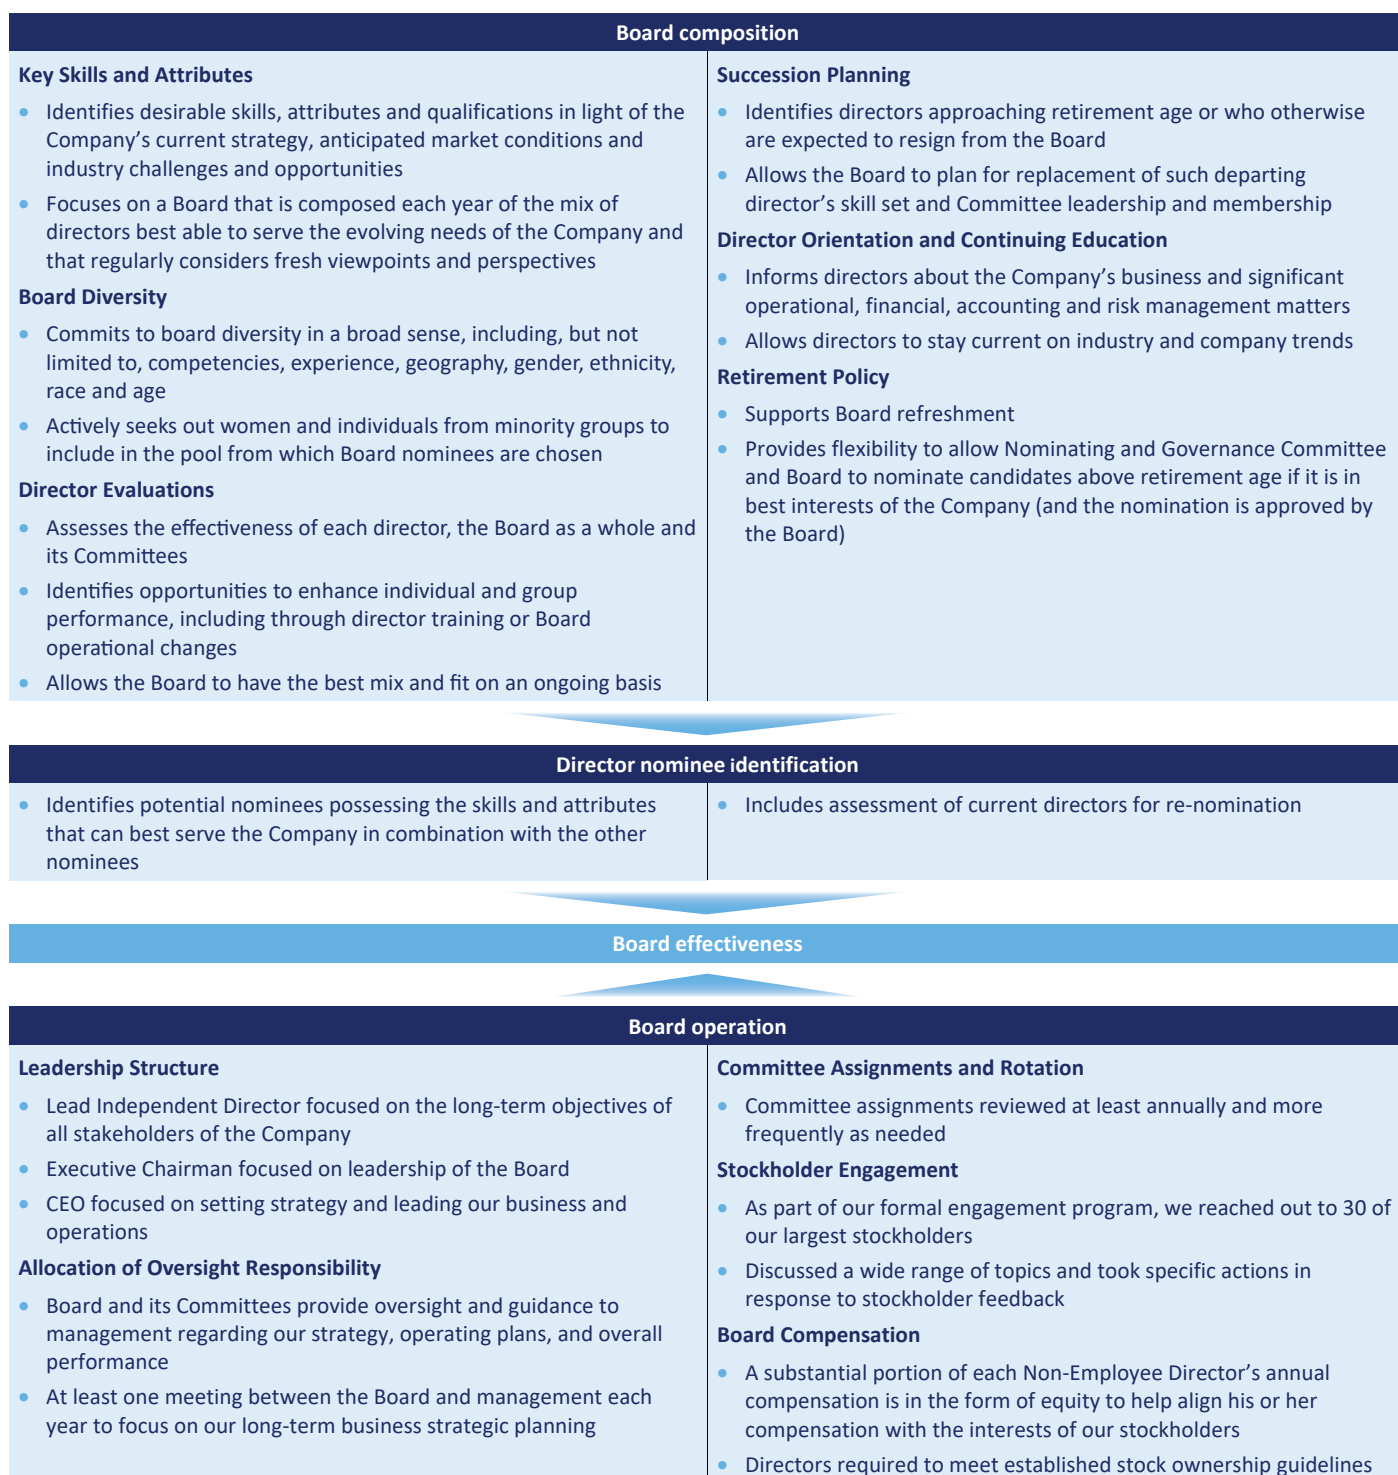 Board composition
Key Skills and Attributes
• Identifies desirable skills, attributes and qualifications in light of the
Company's current strategy, anticipated market conditions and
industry challenges and opportunities
• Focuses on a Board that is composed each year of the mix of
directors best able to serve the evolving needs of the Company and
that regularly considers fresh viewpoints and perspectives
Board Diversity
• Commits to board diversity in a broad sense, including, but not
limited to, competencies, experience, geography, gender, ethnicity,
race and age
• Actively seeks out women and individuals from minority groups to
include in the pool from which Board nominees are chosen
Director Evaluations
• Assesses the effectiveness of each director, the Board as a whole and
its Committees
• Identifies opportunities to enhance individual and group
performance, including through director training or Board
operational changes
• Allows the Board to have the best mix and fit on an ongoing basis
Succession Planning
• Identifies directors approaching retirement age or who otherwise
are expected to resign from the Board
• Allows the Board to plan for replacement of such departing
director's skill set and Committee leadership and membership
Director Orientation and Continuing Education
• Informs directors about the Company's business and significant
operational, financial, accounting and risk management matters
• Allows directors to stay current on industry and company trends
Retirement Policy
• Supports Board refreshment
• Provides flexibility to allow Nominating and Governance Committee
and Board to nominate candidates above retirement age if it is in
best interests of the Company (and the nomination is approved by
the Board)
Director nominee identification
• Identifies potential nominees possessing the skills and attributes
that can best serve the Company in combination with the other
nominees
• Includes assessment of current directors for re-nomination
Board effectiveness
Board operation
Leadership Structure
• Lead Independent Director focused on the long-term objectives of
all stakeholders of the Company
• Executive Chairman focused on leadership of the Board
• CEO focused on setting strategy and leading our business and
operations
Allocation of Oversight Responsibility
• Board and its Committees provide oversight and guidance to
management regarding our strategy, operating plans, and overall
performance
• At least one meeting between the Board and management each
year to focus on our long-term business strategic planning
Committee Assignments and Rotation
• Committee assignments reviewed at least annually and more
frequently as needed
Stockholder Engagement
• As part of our formal engagement program, we reached out to 30 of
our largest stockholders
• Discussed a wide range of topics and took specific actions in
response to stockholder feedback
Board Compensation
• A substantial portion of each Non-Employee Director's annual
compensation is in the form of equity to help align his or her
compensation with the interests of our stockholders
• Directors required to meet established stock ownership guidelines